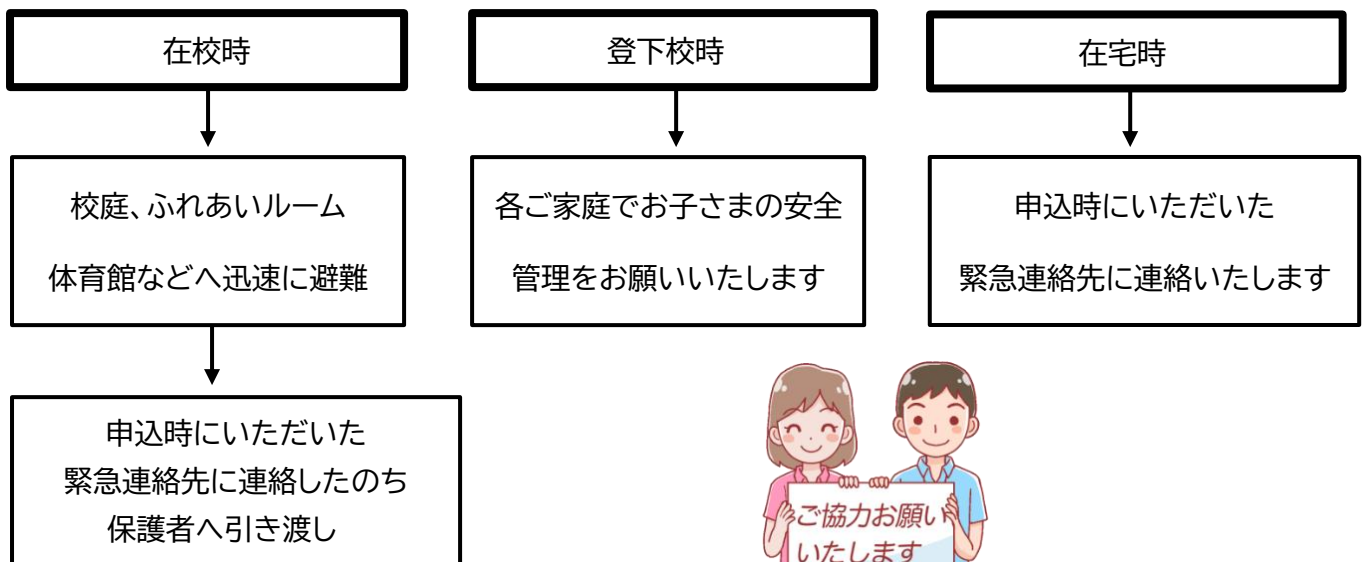 在校時
校庭、ふれあいルーム
体育館などへ迅速に避難
申込時にいただいた
緊急連絡先に連絡したのち
保護者へ引き渡し
登下校時
各ご家庭でお子さまの安全
管理をお願いいたします
在宅時
申込時にいただいた
緊急連絡先に連絡いたします
ご協力お願い
いたします